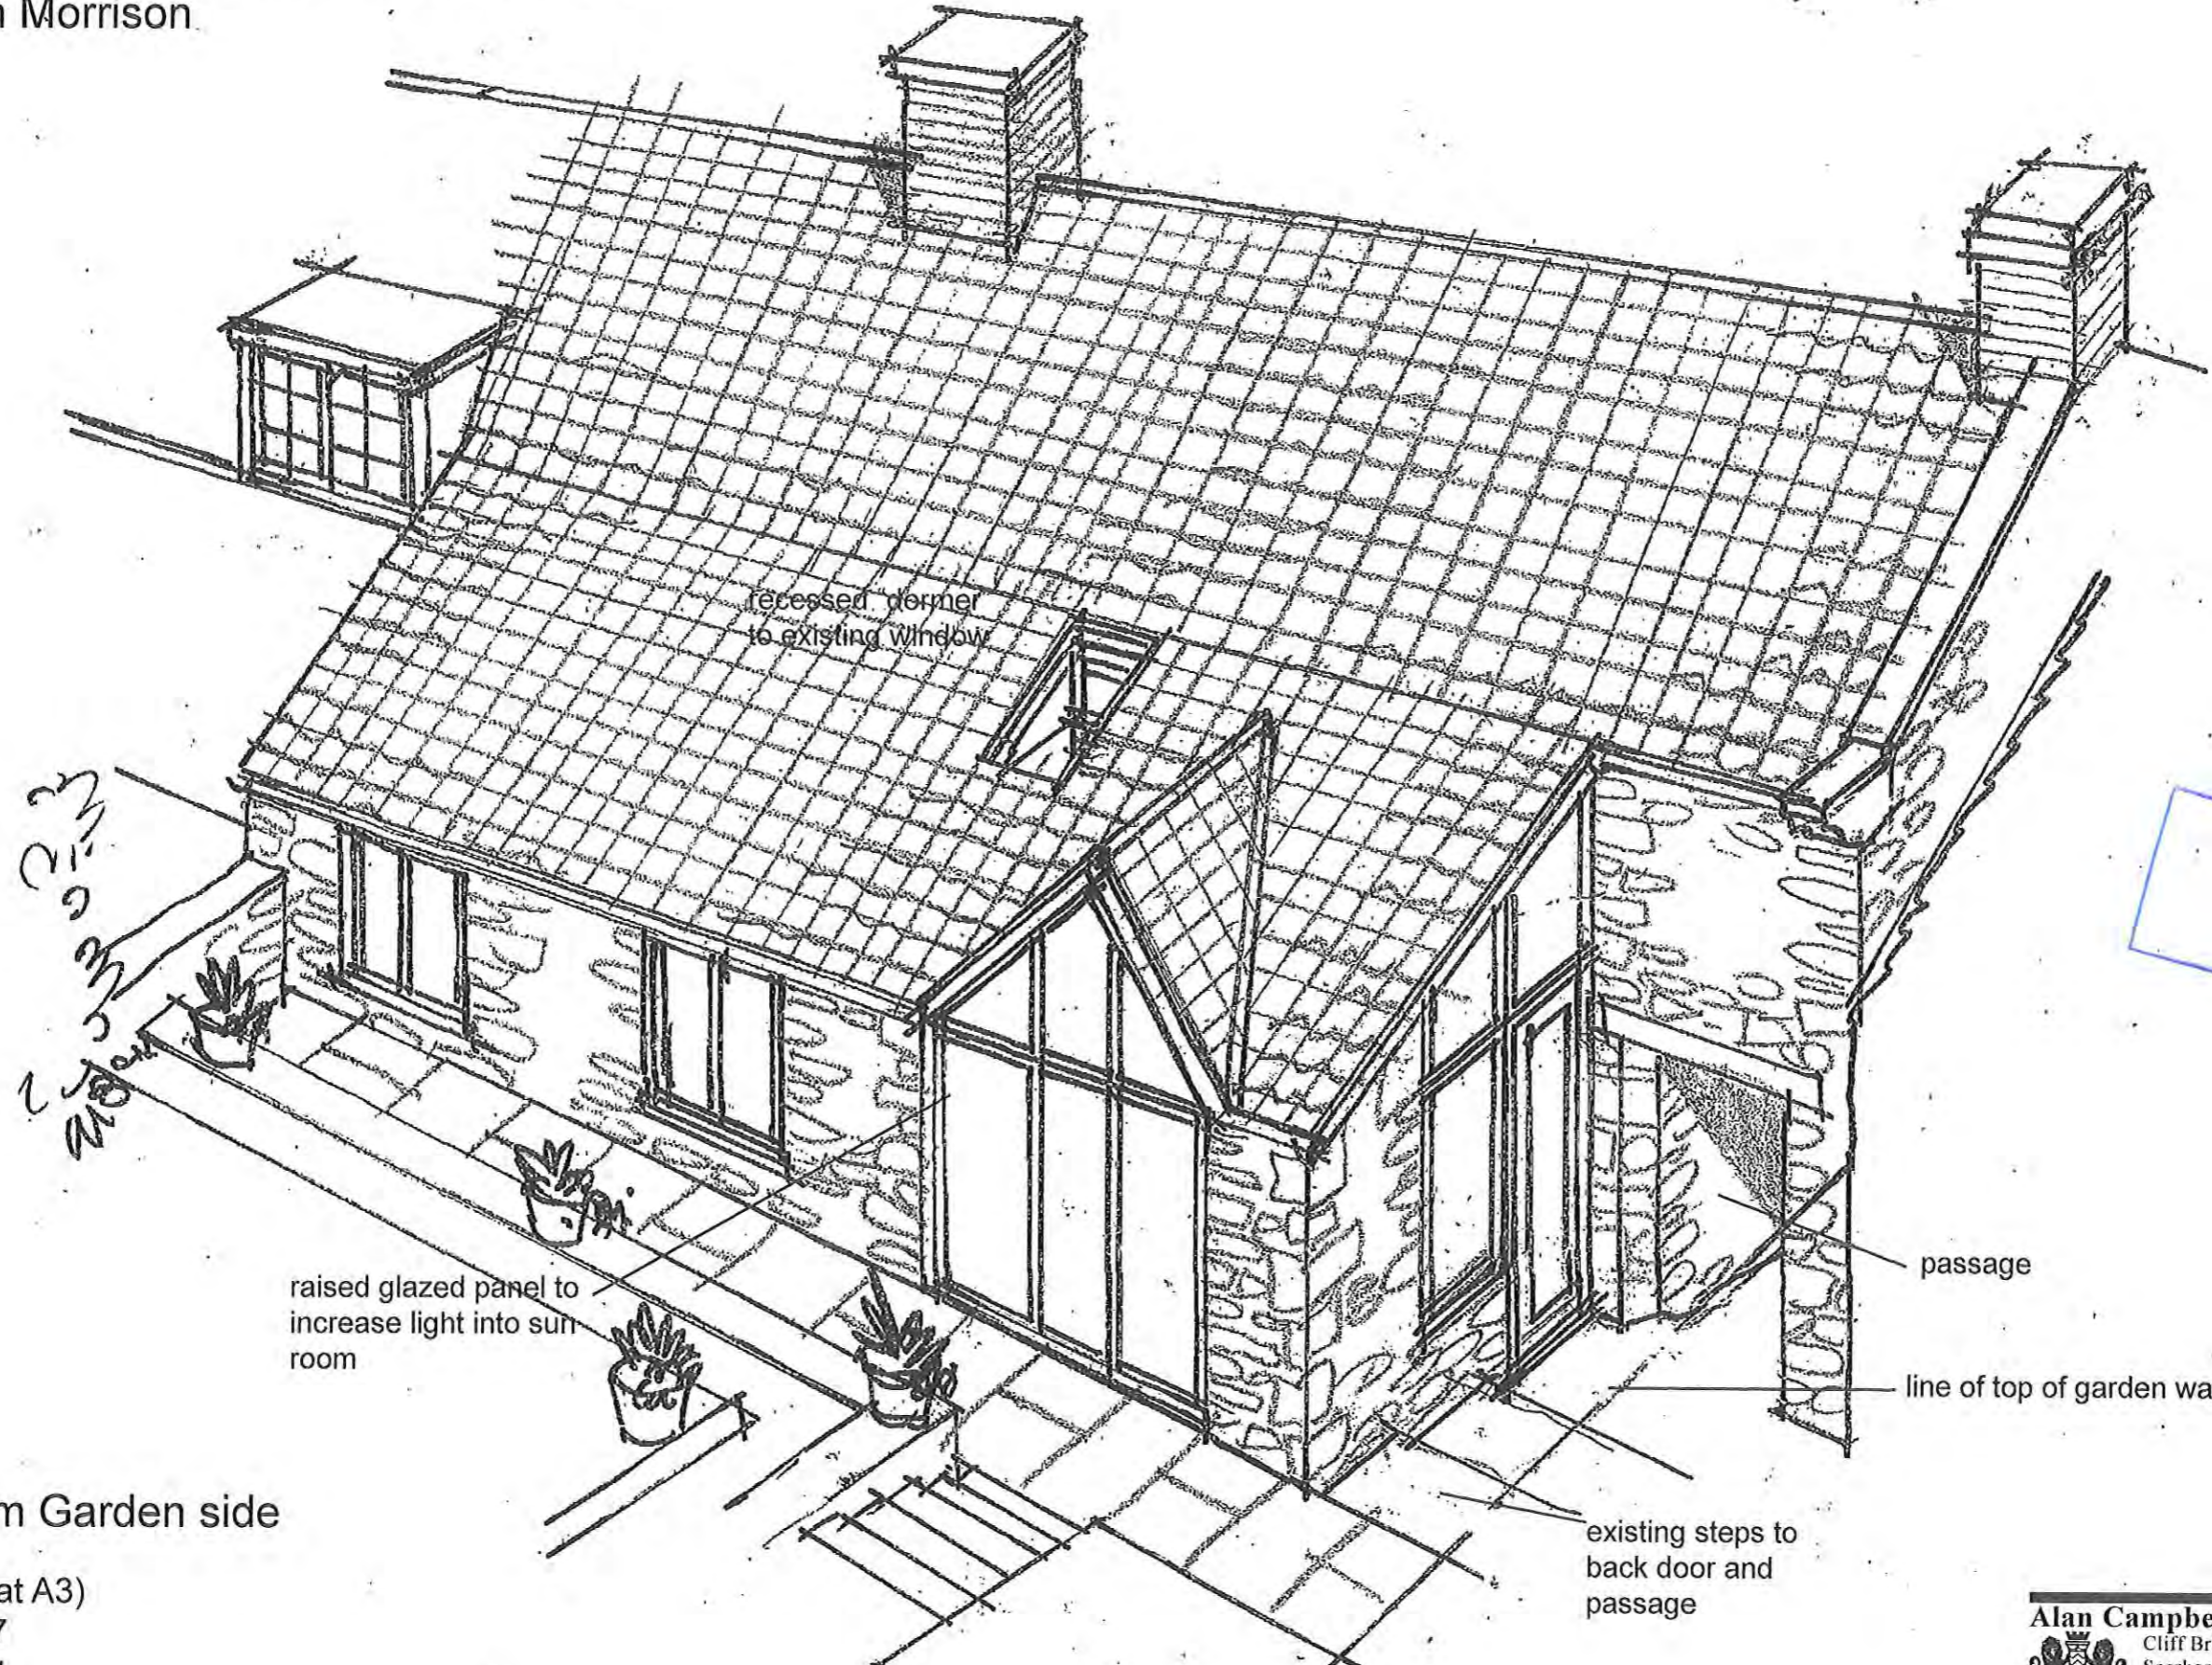 Morrison
recessed "dormer
to existing window
raised glazed panel to
increase light into sun
room
passage
line of top of garden wa
existing steps to
back door and
passage
m Garden side
at A3)
7
Alan Campbe
Cliff Br